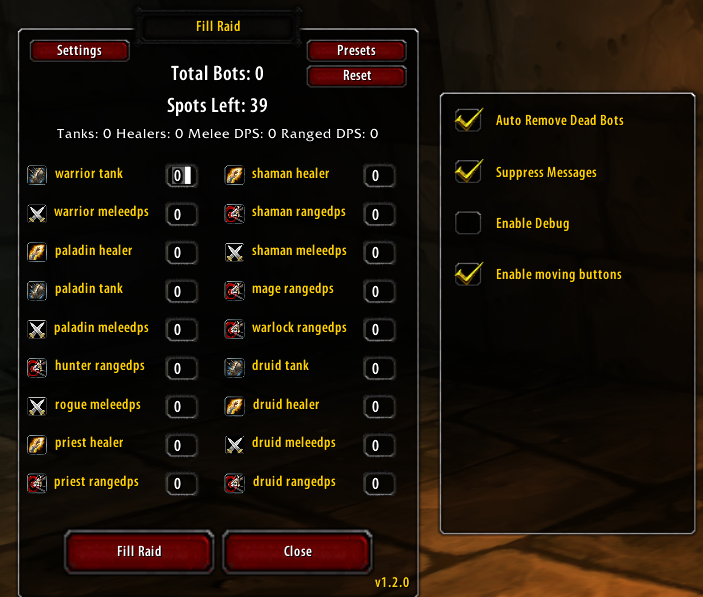 Fill Raid
Settings
Presets
Total Bots: 0
Reset
Spots Left: 39
Tanks: 0 Healers: 0 Melee DPS: 0 Ranged DPS: 0
warrior tank 0 shaman healer 0
warrior meleedps 0 shaman rangedps 0
paladin healer 0 shaman meleedps 0
paladin tank 0 mage rangedps 0
paladin meleedps 0 warlock rangedps 0
hunter rangedps 0 druid tank 0
rogue meleedps 0 druid healer 0
priest healer 0 druid meleedps 0
priest rangedps 0 druid rangedps 0
Fill Raid
Close
v1.2.0
Auto Remove Dead Bots
Suppress Messages
Enable Debug
Enable moving buttons